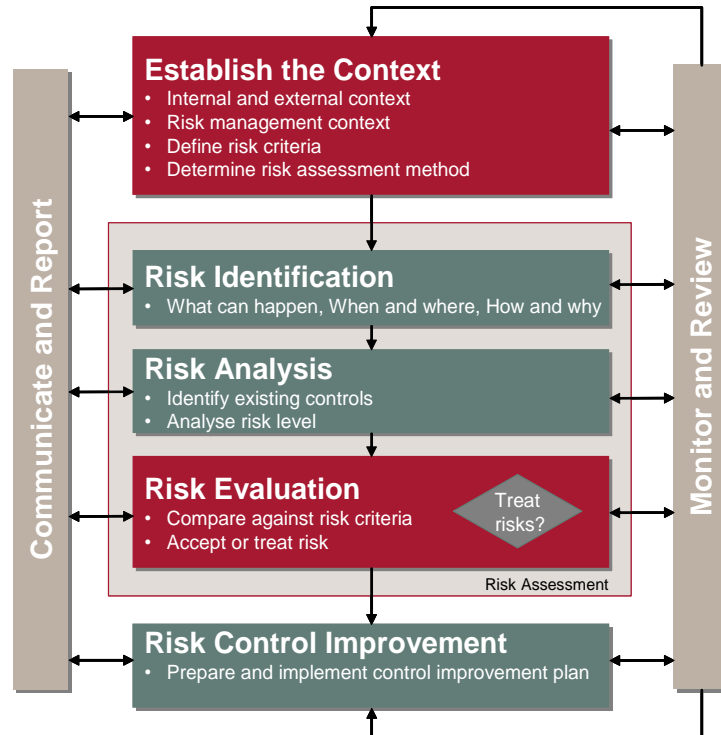 Establish the Context
• Internal and external context
• Risk management context
• Define risk criteria
• Determine risk assessment method
Communicate and Report
Monitor and Review
Risk Identification
• What can happen, When and where, How and why
Risk Analysis
• Identify existing controls
• Analyse risk level
Risk Evaluation
• Compare against risk criteria
• Accept or treat risk
Treat
risks?
Risk Assessment
Risk Control Improvement
• Prepare and implement control improvement plan